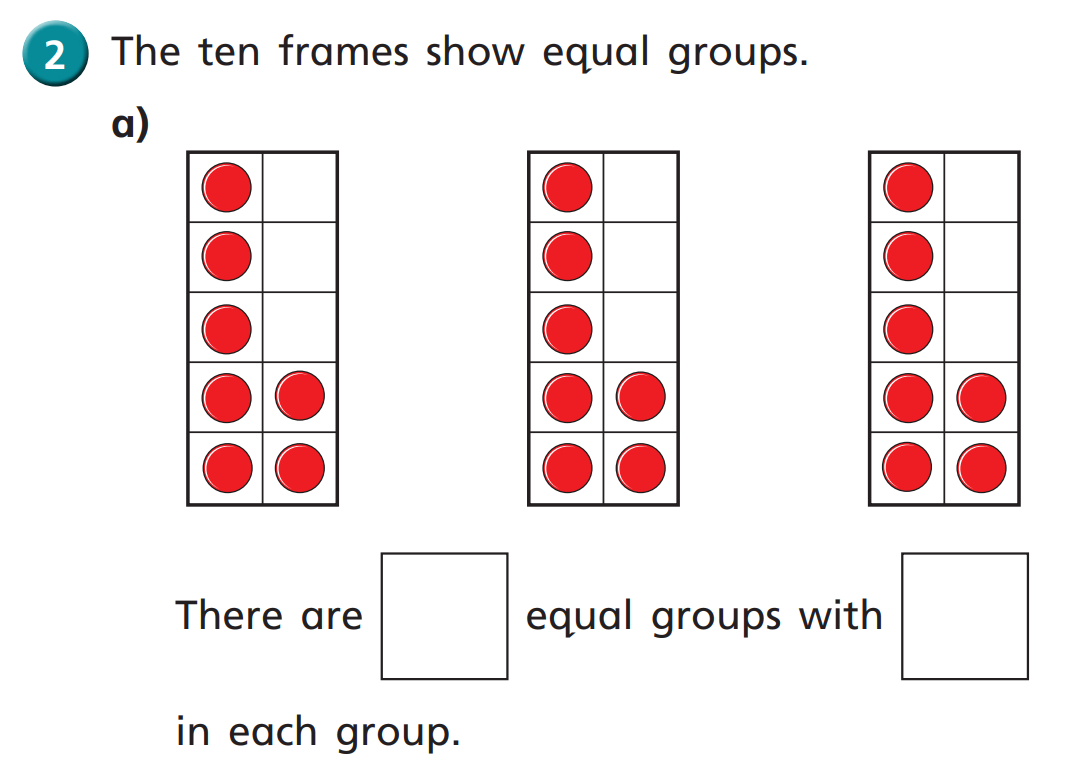 2 The ten frames show equal groups.
a)
There are equal groups with
in each group.